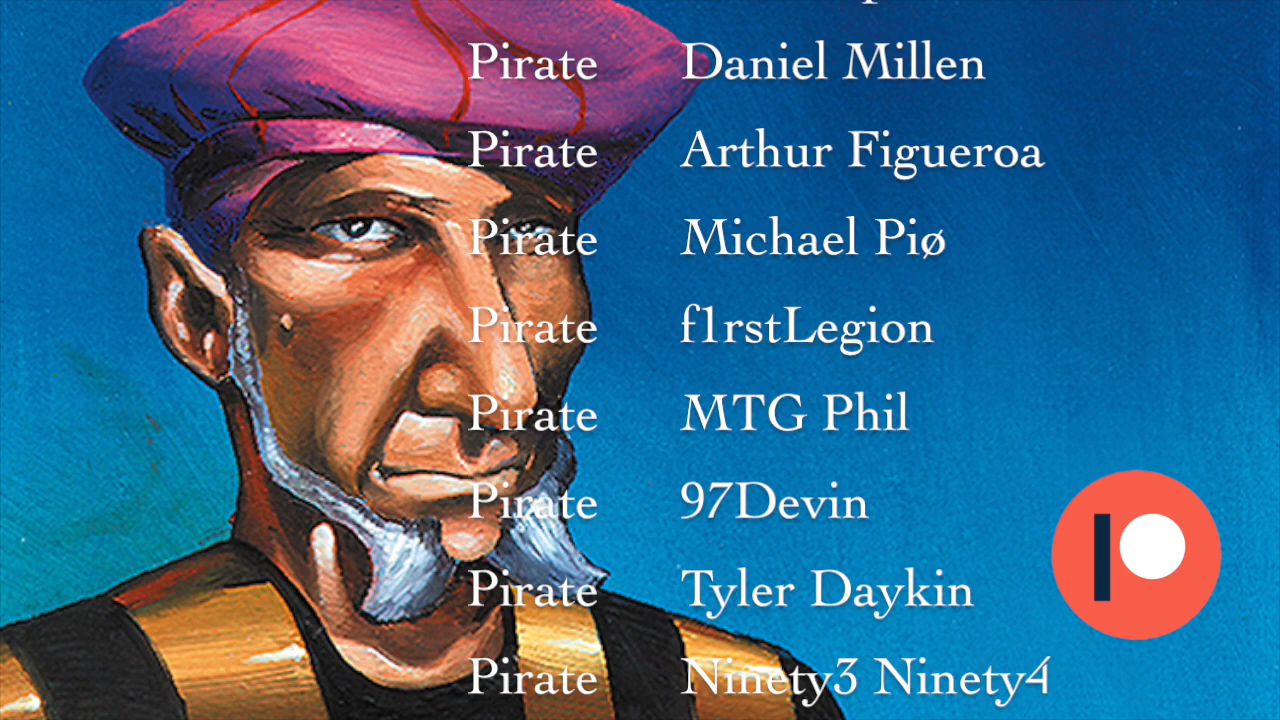 Pirate Daniel Millen
Pirate Arthur Figueroa
Pirate Michael Piø
Pirate f1rstLegion
Pirate MTG Phil
Pirate 97Devin
Pirate Tyler Daykin
Pirate Ninety3 Ninety4